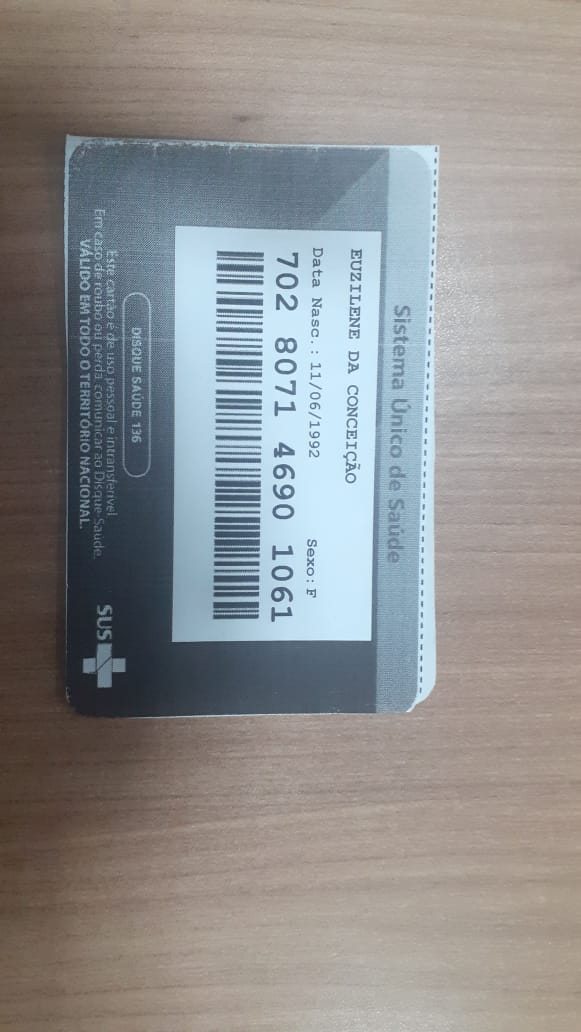 Sistema Único de Saúde
EUZILENE DA CONCEIÇÃO
Data Nasc.: 11/06/1992 Sexo: F
702 8071 4690 1061
DISQUE SAÚDE 136
Este cartão é de uso pessoal e intransferível.
Em caso de roubo ou perda, comunicar ao Disque-Saúde.
VÁLIDO EM TODO O TERRITÓRIO NACIONAL.
SUS